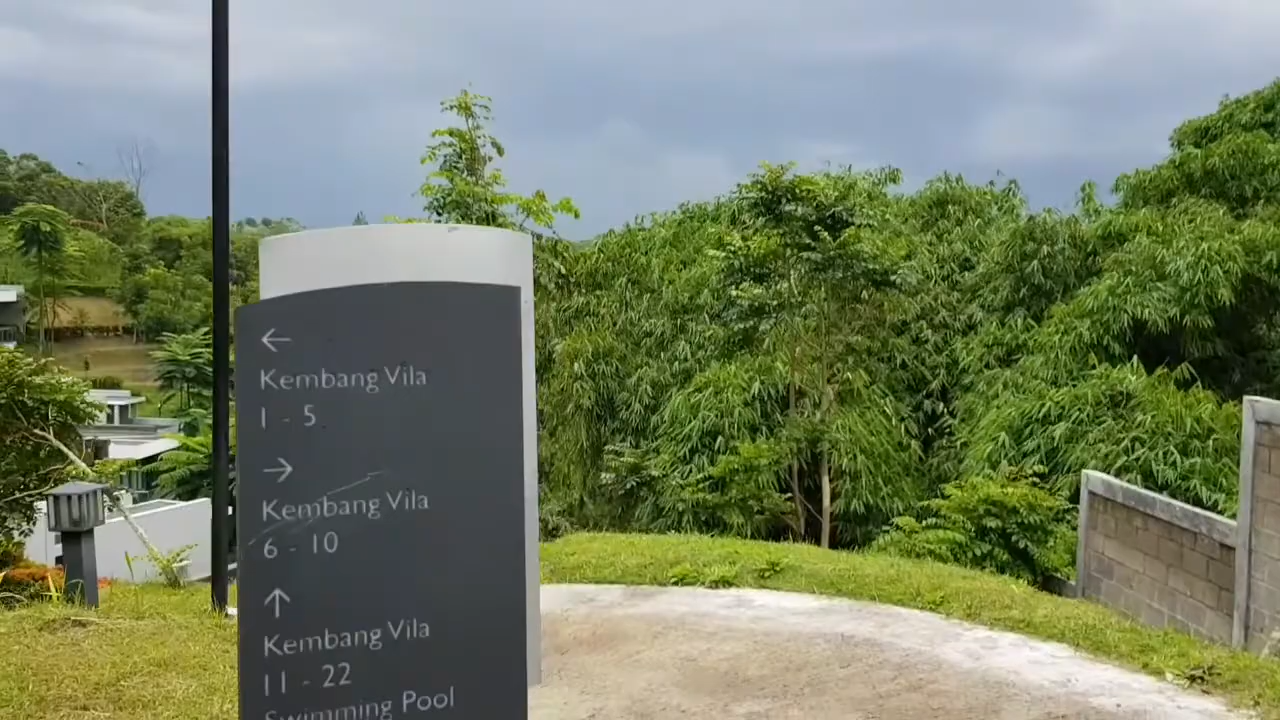 ←
Kembang Vila
1 - 5
→
Kembang Vila
6 - 10
↑
Kembang Vila
11 - 22
Swimming Pool